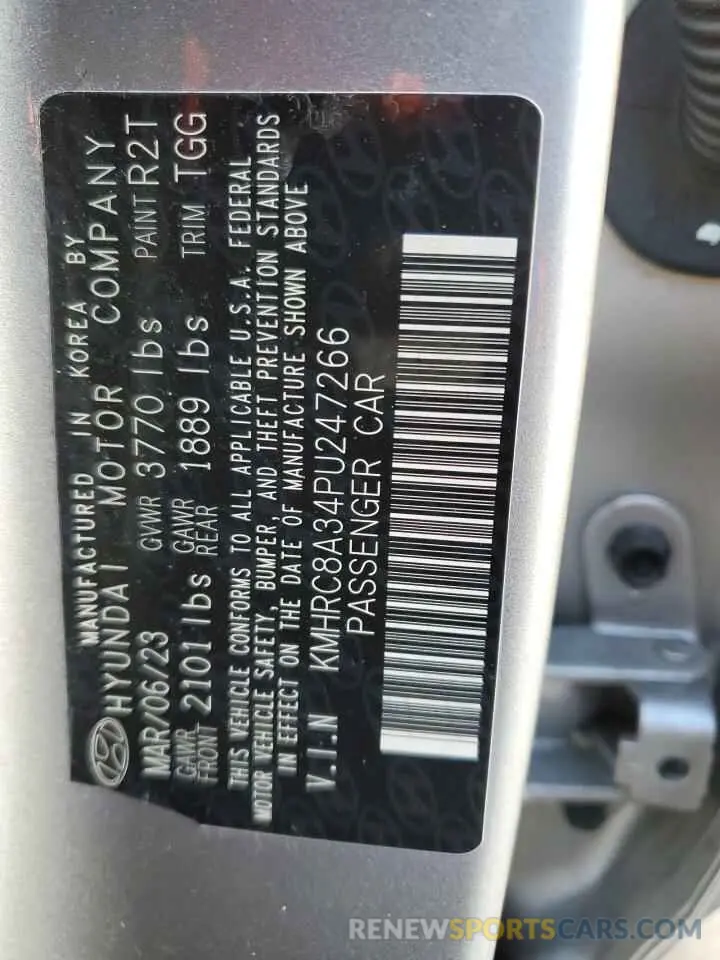 MANUFACTURED IN KOREA BY
HYUNDAI MOTOR COMPANY
MAR/06/23 GVWR 3770 lbs PAINT R2T
GAWR FRONT 2101 lbs GAWR REAR 1889 lbs TRIM TGG
THIS VEHICLE CONFORMS TO ALL APPLICABLE U.S.A. FEDERAL
MOTOR VEHICLE SAFETY, BUMPER, AND THEFT PREVENTION STANDARDS
IN EFFECT ON THE DATE OF MANUFACTURE SHOWN ABOVE
V.I.N KMHRC8A34PU247266
PASSENGER CAR
RENEWSPORTSCARS.COM